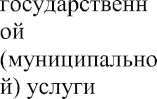 государственн
ой
(муниципально
й) услуги